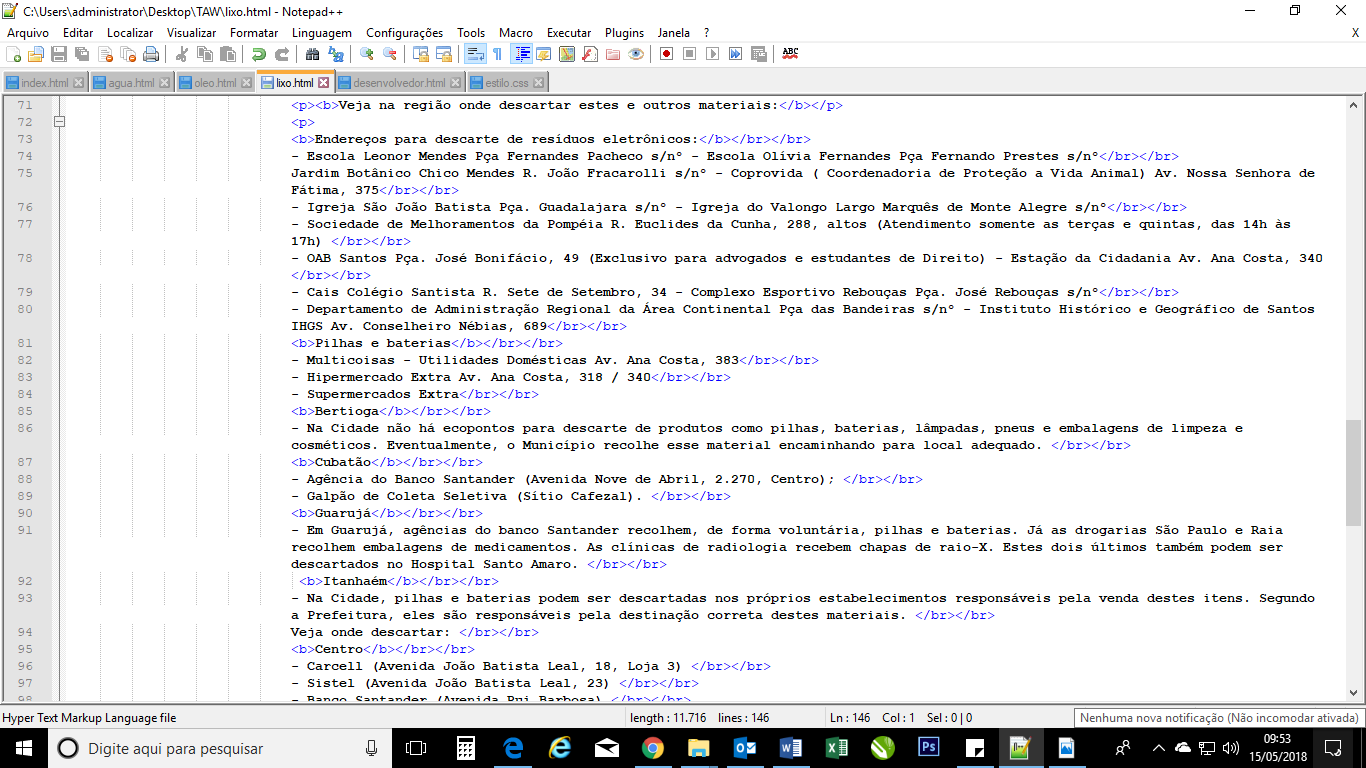 C:\Users\administrator\Desktop\TAW\lixo.html - Notepad++
Arquivo Editar Localizar Visualizar Formatar Linguagem Configurações Tools Macro Executar Plugins Janela ? X
index.html agua.html oleo.html lixo.html desenvolvedor.html estilo.css
71 <p><b>Veja na região onde descartar estes e outros materiais:</b></p>
72 <p>
73 <b>Endereços para descarte de resíduos eletrônicos:</b></br></br>
74 - Escola Leonor Mendes Pça Fernandes Pacheco s/nº - Escola Olívia Fernandes Pça Fernando Prestes s/nº</br></br>
75 Jardim Botânico Chico Mendes R. João Fracarolli s/nº - Coprovida ( Coordenadoria de Proteção a Vida Animal) Av. Nossa Senhora de
Fátima, 375</br></br>
76 - Igreja São João Batista Pça. Guadalajara s/nº - Igreja do Valongo Largo Marquês de Monte Alegre s/nº</br></br>
77 - Sociedade de Melhoramentos da Pompéia R. Euclides da Cunha, 288, altos (Atendimento somente as terças e quintas, das 14h às
17h) </br></br>
78 - OAB Santos Pça. José Bonifácio, 49 (Exclusivo para advogados e estudantes de Direito) - Estação da Cidadania Av. Ana Costa, 340
</br></br>
79 - Cais Colégio Santista R. Sete de Setembro, 34 - Complexo Esportivo Rebouças Pça. José Rebouças s/nº</br></br>
80 - Departamento de Administração Regional da Área Continental Pça das Bandeiras s/nº - Instituto Histórico e Geográfico de Santos
IHGS Av. Conselheiro Nébias, 689</br></br>
81 <b>Pilhas e baterias</b></br></br>
82 - Multicoisas - Utilidades Domésticas Av. Ana Costa, 383</br></br>
83 - Hipermercado Extra Av. Ana Costa, 318 / 340</br></br>
84 - Supermercados Extra</br></br>
85 <b>Bertioga</b></br></br>
86 - Na Cidade não há ecopontos para descarte de produtos como pilhas, baterias, lâmpadas, pneus e embalagens de limpeza e
cosméticos. Eventualmente, o Município recolhe esse material encaminhando para local adequado. </br></br>
87 <b>Cubatão</b></br></br>
88 - Agência do Banco Santander (Avenida Nove de Abril, 2.270, Centro); </br></br>
89 - Galpão de Coleta Seletiva (Sítio Cafezal). </br></br>
90 <b>Guarujá</b></br></br>
91 - Em Guarujá, agências do banco Santander recolhem, de forma voluntária, pilhas e baterias. Já as drogarias São Paulo e Raia
recolhem embalagens de medicamentos. As clínicas de radiologia recebem chapas de raio-X. Estes dois últimos também podem ser
descartados no Hospital Santo Amaro. </br></br>
92 <b>Itanhaém</b></br></br>
93 - Na Cidade, pilhas e baterias podem ser descartadas nos próprios estabelecimentos responsáveis pela venda destes itens. Segundo
a Prefeitura, eles são responsáveis pela destinação correta destes materiais. </br></br>
94 Veja onde descartar: </br></br>
95 <b>Centro</b></br></br>
96 - Carcell (Avenida João Batista Leal, 18, Loja 3) </br></br>
97 - Sistel (Avenida João Batista Leal, 23) </br></br>
98 - Banco Santander (Avenida Rui Barbosa) </br></br>
Hyper Text Markup Language file length : 11.716 lines : 146 Ln : 146 Col : 1 Sel : 0 | 0 Nenhuma nova notificação (Não incomodar ativada)
Digite aqui para pesquisar
09:53
15/05/2018